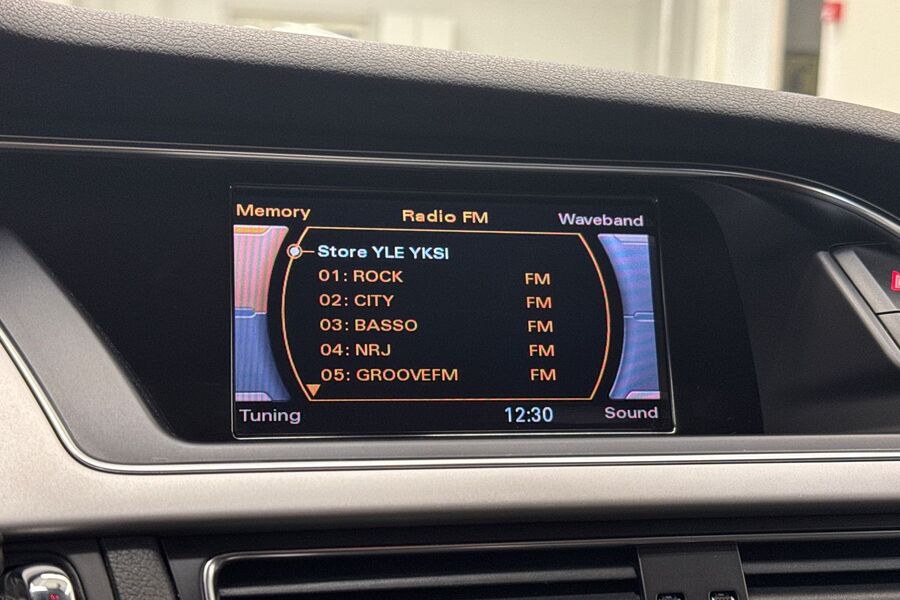 Memory Radio FM Waveband
Store YLE YKSI
01: ROCK FM
02: CITY FM
03: BASSO FM
04: NRJ FM
05: GROOVEFM FM
Tuning 12:30 Sound